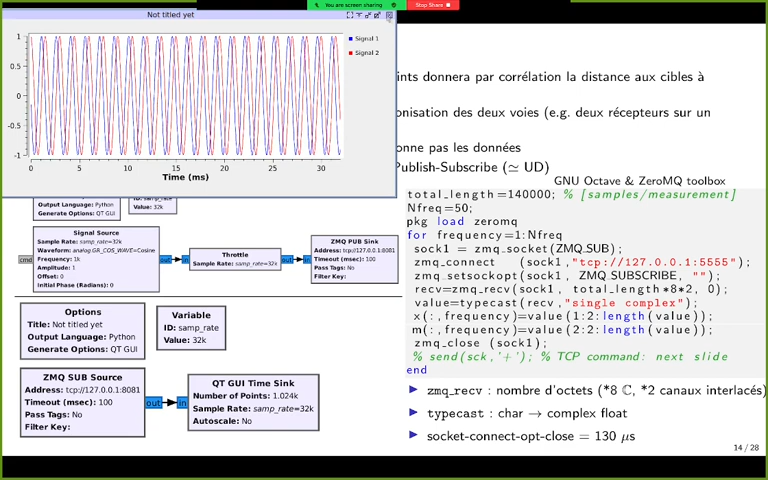 You are screen sharing
Stop Share
Not titled yet
1
0.5
0
-0.5
-1
0
5
10
15
20
25
30
Time (ms)
Signal 1
Signal 2
ints donnera par corrélation la distance aux cibles à
onisation des deux voies (e.g. deux récepteurs sur un
onne pas les données
Publish-Subscribe (≃ UD)
GNU Octave & ZeroMQ toolbox
total_length=140000; % [samples/measurement]
Nfreq=50;
pkg load zeromq
for frequency=1:Nfreq
sock1 = zmq_socket(ZMQ_SUB);
zmq_connect (sock1,"tcp://127.0.0.1:5555");
zmq_setsockopt(sock1, ZMQ_SUBSCRIBE, "");
recv=zmq_recv(sock1, total_length*8*2, 0);
value=typecast(recv,"single complex");
x(:,frequency)=value(1:2:length(value));
m(:,frequency)=value(2:2:length(value));
zmq_close (sock1);
% send(sck,'+'); % TCP command: next slide
end
zmq_recv : nombre d'octets (*8 ℂ, *2 canaux interlacés)
typecast : char → complex float
socket-connect-opt-close = 130 μs
14 / 28
Output Language: Python
Generate Options: QT GUI
Value: 32k
Signal Source
Sample Rate: samp_rate=32k
Waveform: analog.GR_COS_WAVE=Cosine
Frequency: 1k
Amplitude: 1
Offset: 0
Initial Phase (Radians): 0
cmd
out
in
Throttle
Sample Rate: samp_rate=32k
out
in
ZMQ PUB Sink
Address: tcp://127.0.0.1:8081
Timeout (msec): 100
Pass Tags: No
Filter Key:
Options
Title: Not titled yet
Output Language: Python
Generate Options: QT GUI
Variable
ID: samp_rate
Value: 32k
ZMQ SUB Source
Address: tcp://127.0.0.1:8081
Timeout (msec): 100
Pass Tags: No
Filter Key:
out
in
QT GUI Time Sink
Number of Points: 1.024k
Sample Rate: samp_rate=32k
Autoscale: No